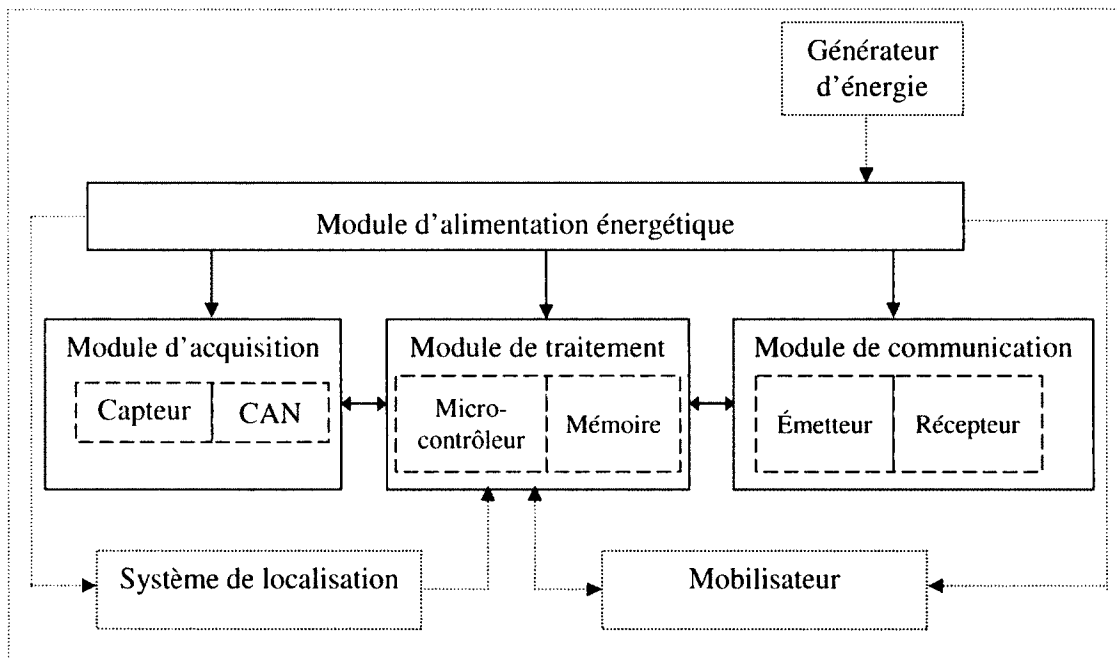 Générateur
d'énergie
Module d'alimentation énergétique
Module d'acquisition
Capteur
CAN
Module de traitement
Micro-
contrôleur
Mémoire
Module de communication
Émetteur
Récepteur
Système de localisation
Mobilisateur